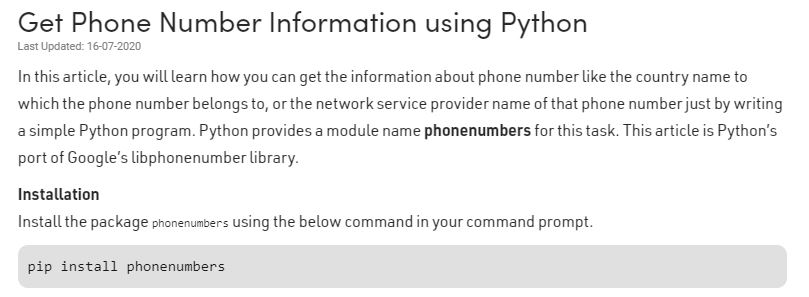 Get Phone Number Information using Python
Last Updated: 16-07-2020
In this article, you will learn how you can get the information about phone number like the country name to
which the phone number belongs to, or the network service provider name of that phone number just by writing
a simple Python program. Python provides a module name phonenumbers for this task. This article is Python's
port of Google's libphonenumber library.
Installation
Install the package phonenumbers using the below command in your command prompt.
pip install phonenumbers